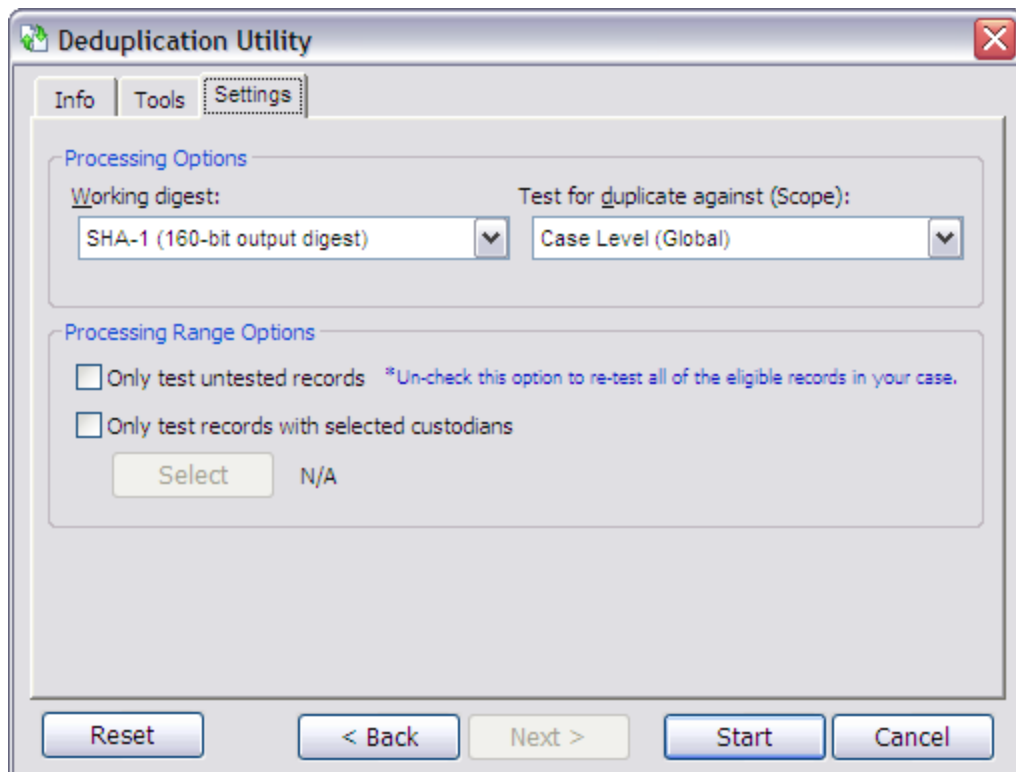 Deduplication Utility
Info Tools Settings
Processing Options
Working digest: Test for duplicate against (Scope):
SHA-1 (160-bit output digest) Case Level (Global)
Processing Range Options
Only test untested records *Un-check this option to re-test all of the eligible records in your case.
Only test records with selected custodians
Select N/A
Reset < Back Next > Start Cancel